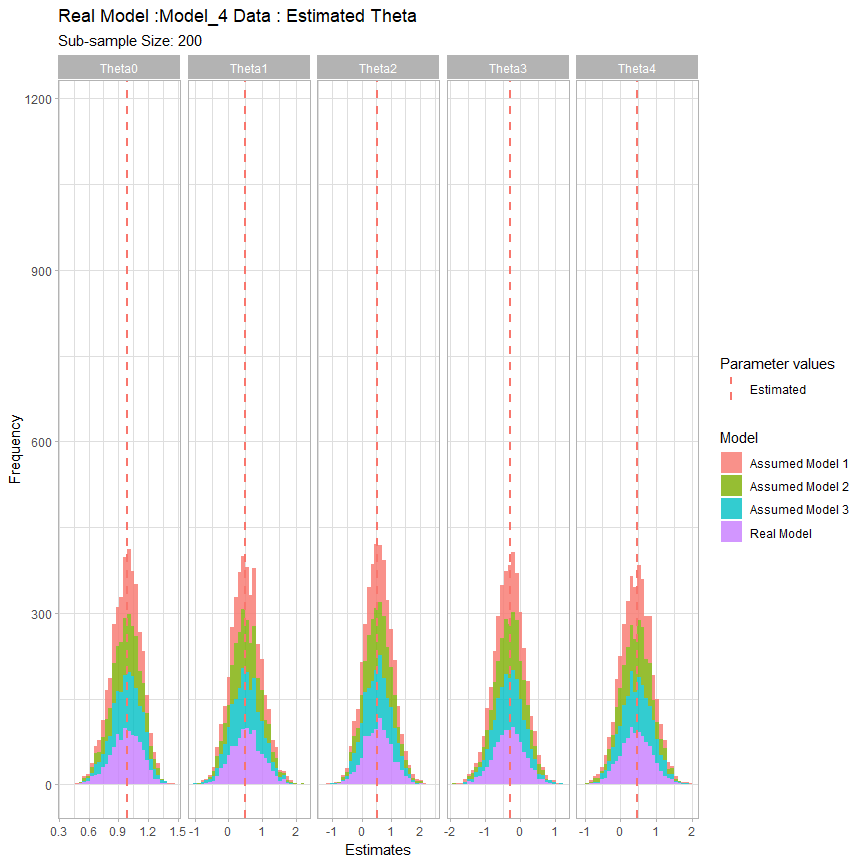 Real Model :Model_4 Data : Estimated Theta
Sub-sample Size: 200
Theta0 Theta1 Theta2 Theta3 Theta4
1200
900
600
300
0
Frequency
0.3 0.6 0.9 1.2 1.5 -1 0 1 2 -1 0 1 2 -2 -1 0 1 -1 0 1 2
Estimates
Parameter values
Estimated
Model
Assumed Model 1
Assumed Model 2
Assumed Model 3
Real Model